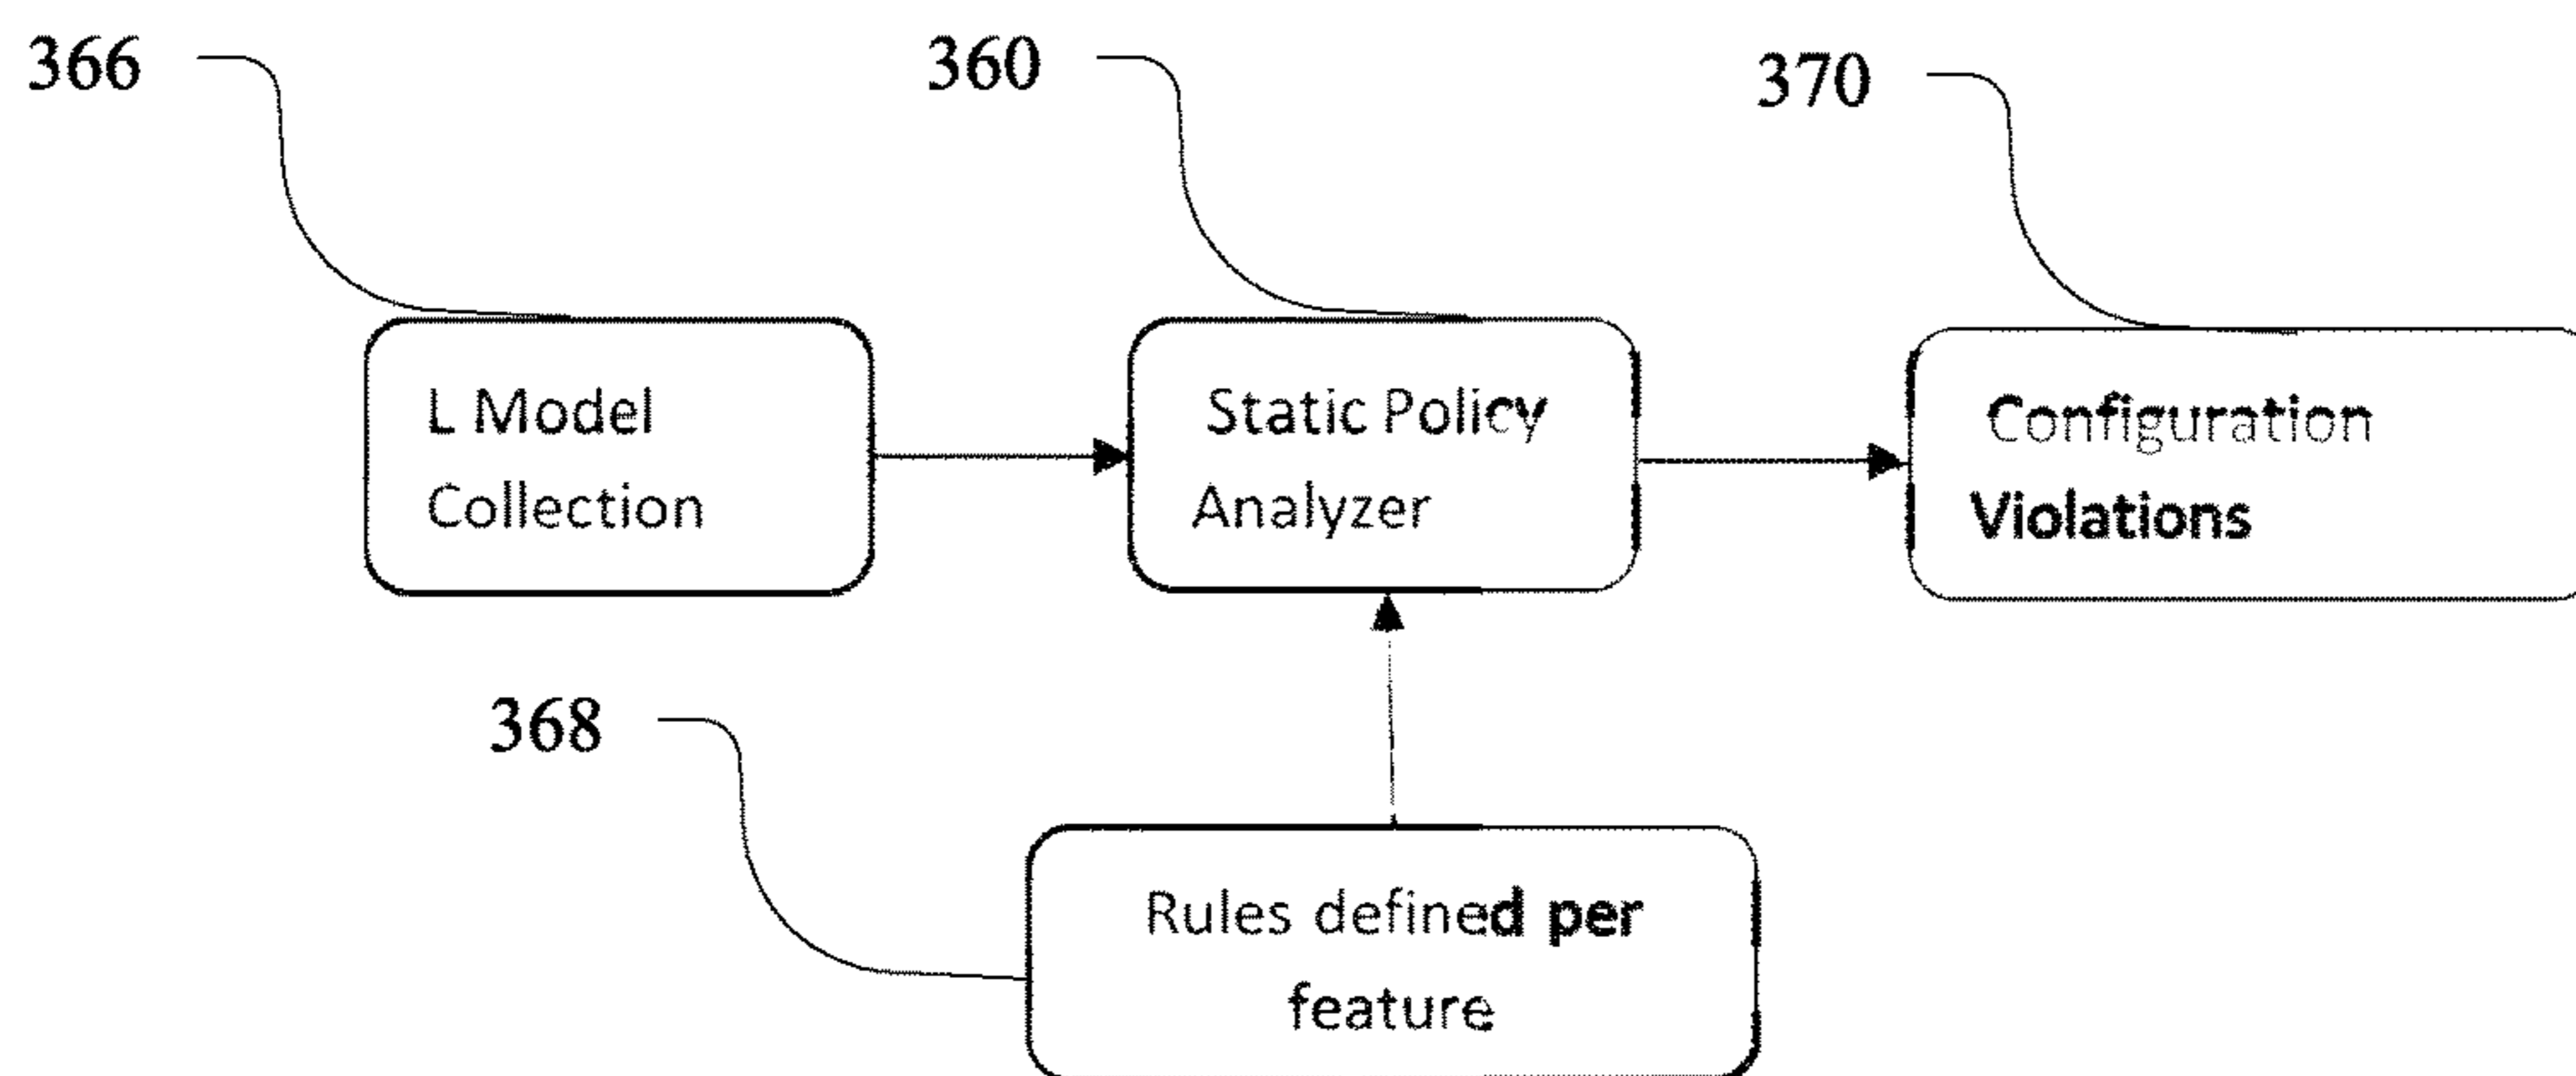 366
360
370
L Model
Collection
Static Policy
Analyzer
Configuration
Violations
368
Rules defined per
feature